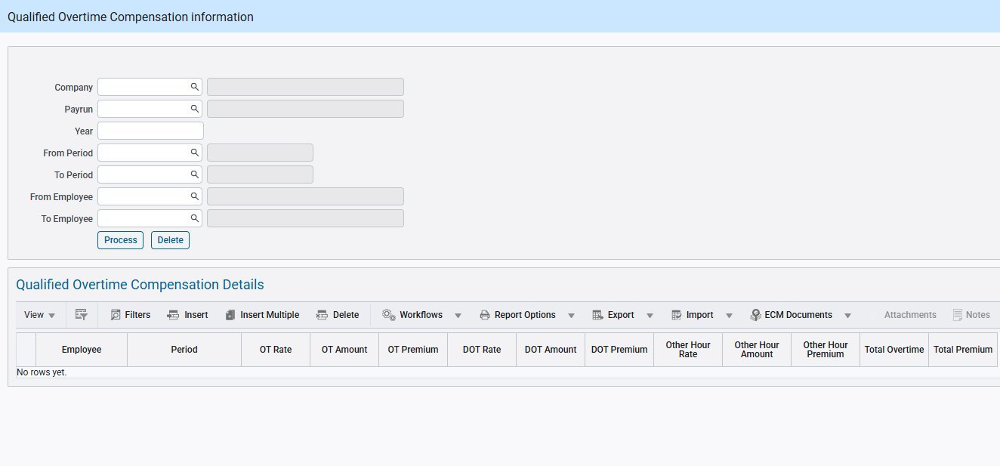 Qualified Overtime Compensation information
Company
Payrun
Year
From Period
To Period
From Employee
To Employee
Process Delete
Qualified Overtime Compensation Details
View Filters Insert Insert Multiple Delete Workflows Report Options Export Import ECM Documents Attachments Notes
Employee Period OT Rate OT Amount OT Premium DOT Rate DOT Amount DOT Premium Other Hour Rate Other Hour Amount Other Hour Premium Total Overtime Total Premium
No rows yet.